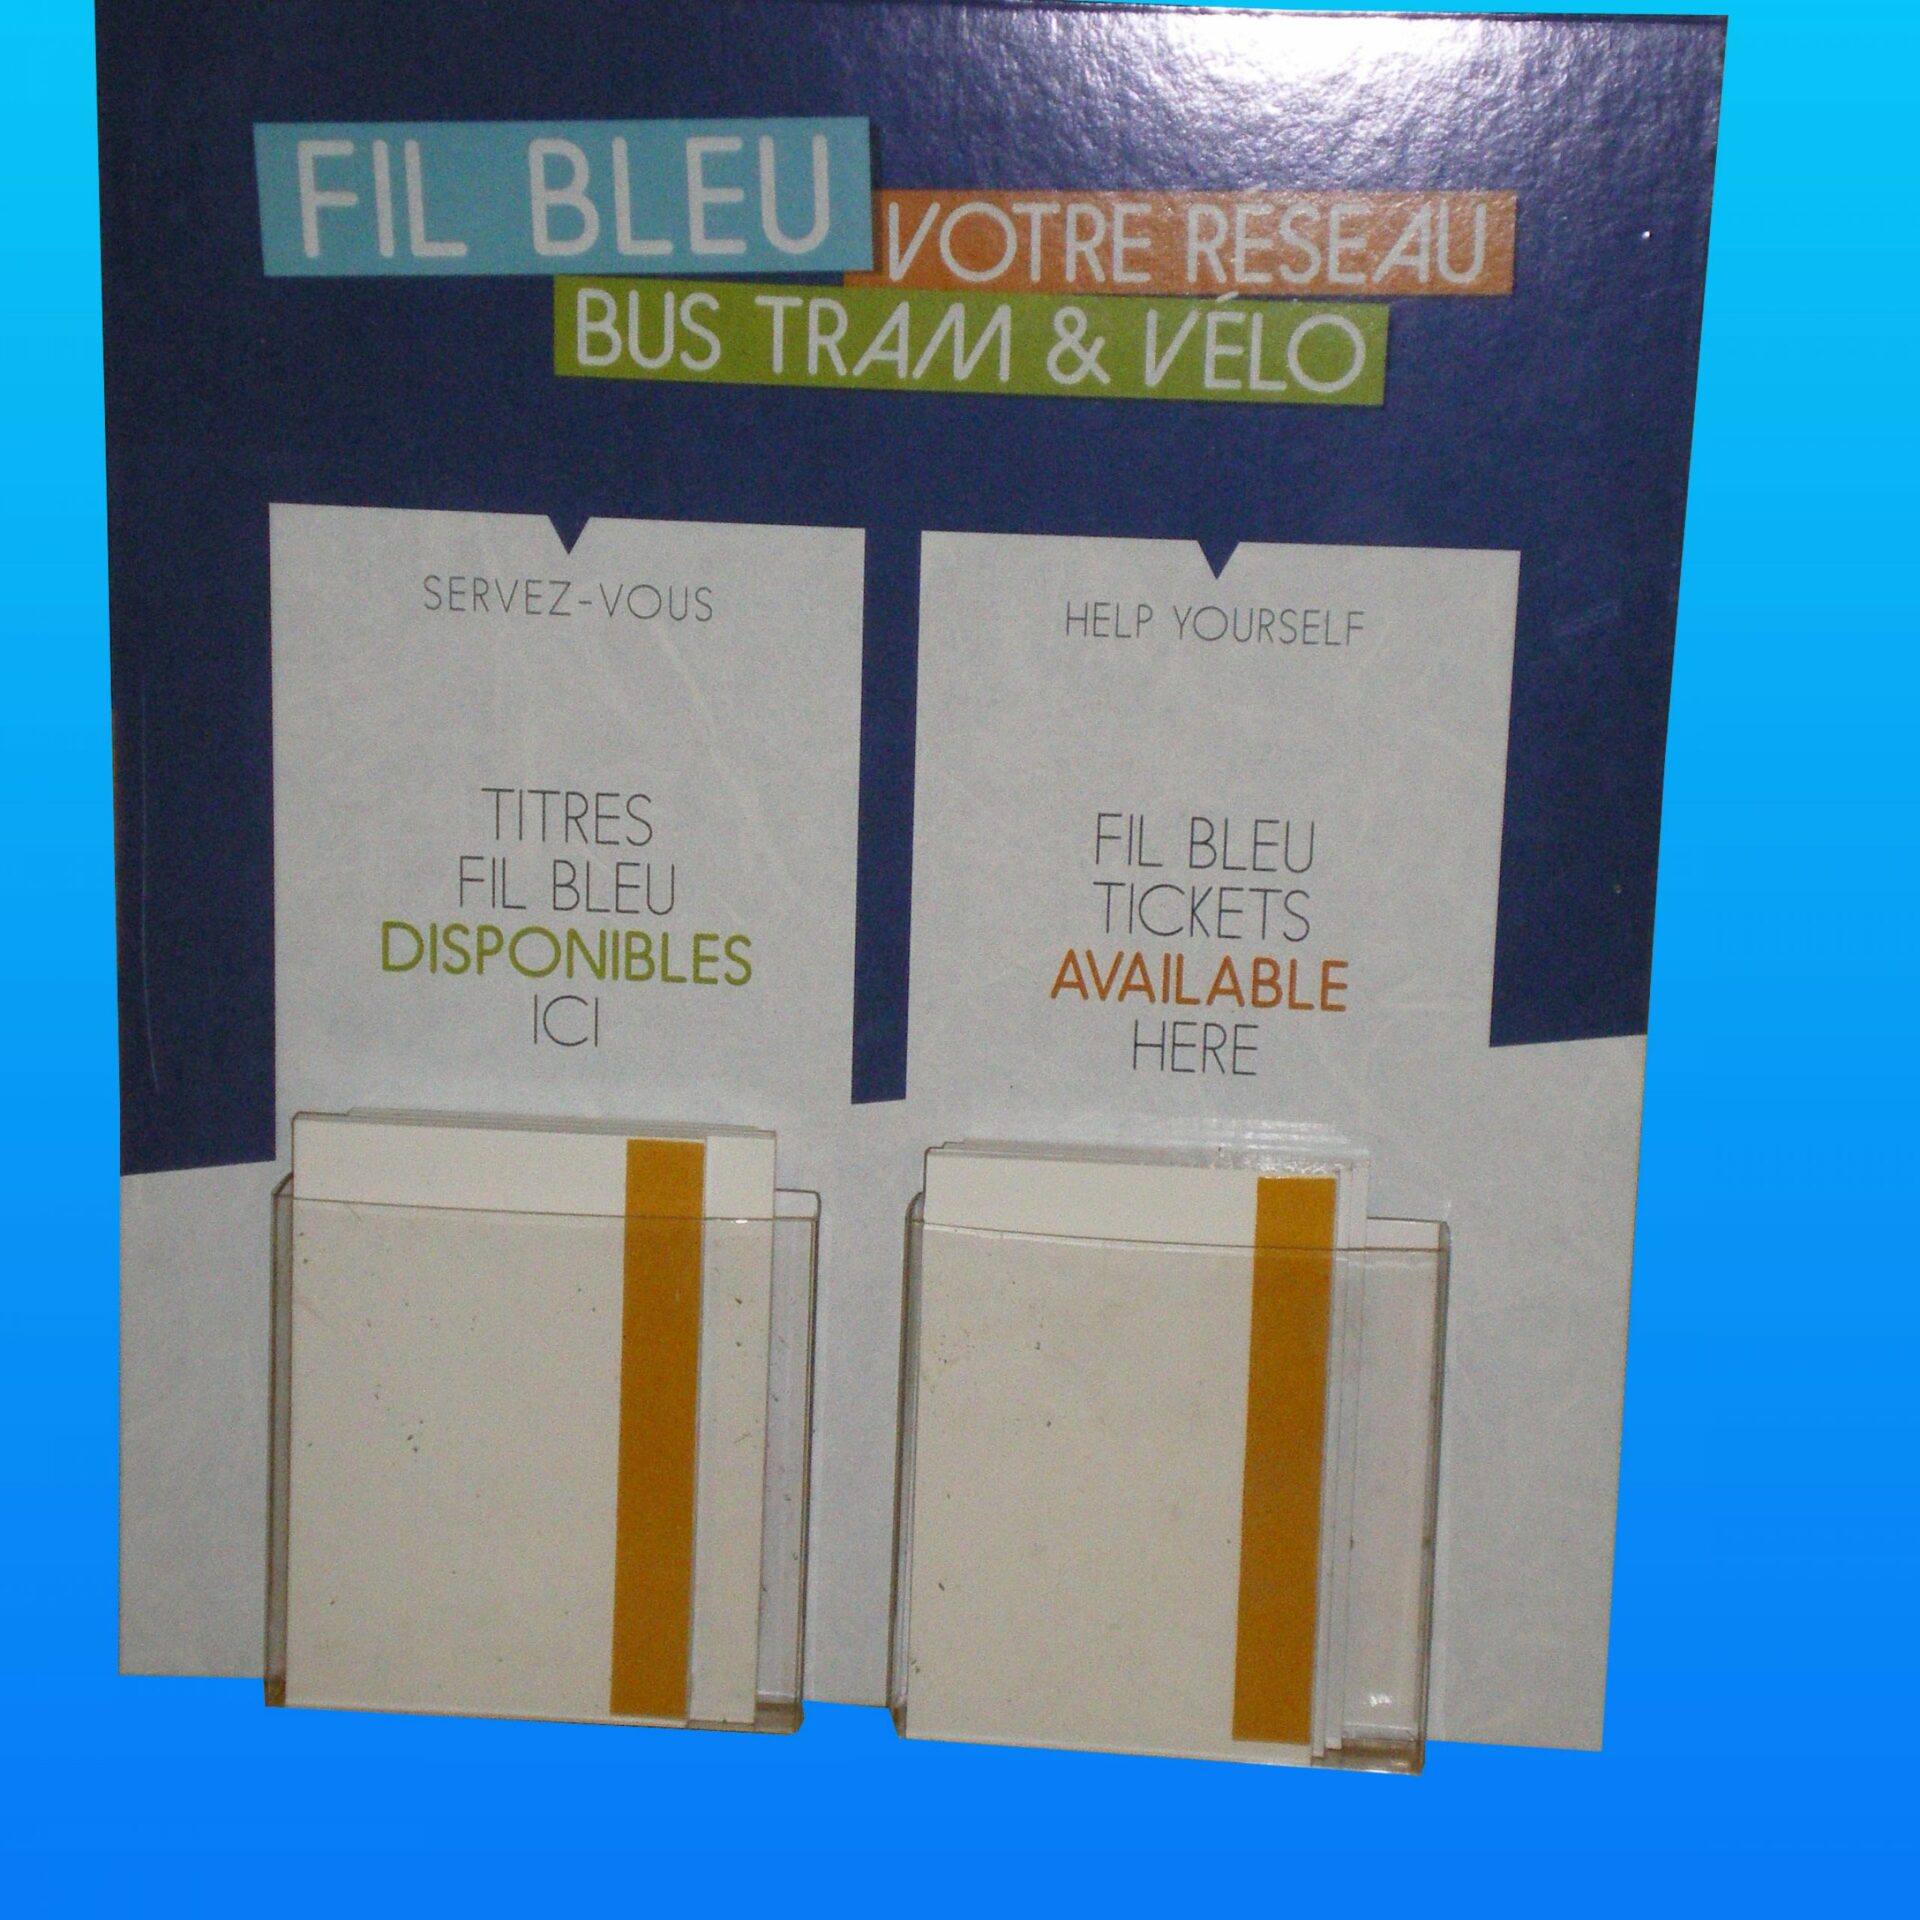 FIL BLEU
VOTRE RÉSEAU
BUS TRAM & VÉLO
SERVEZ-VOUS
TITRES
FIL BLEU
DISPONIBLES
ICI
HELP YOURSELF
FIL BLEU
TICKETS
AVAILABLE
HERE